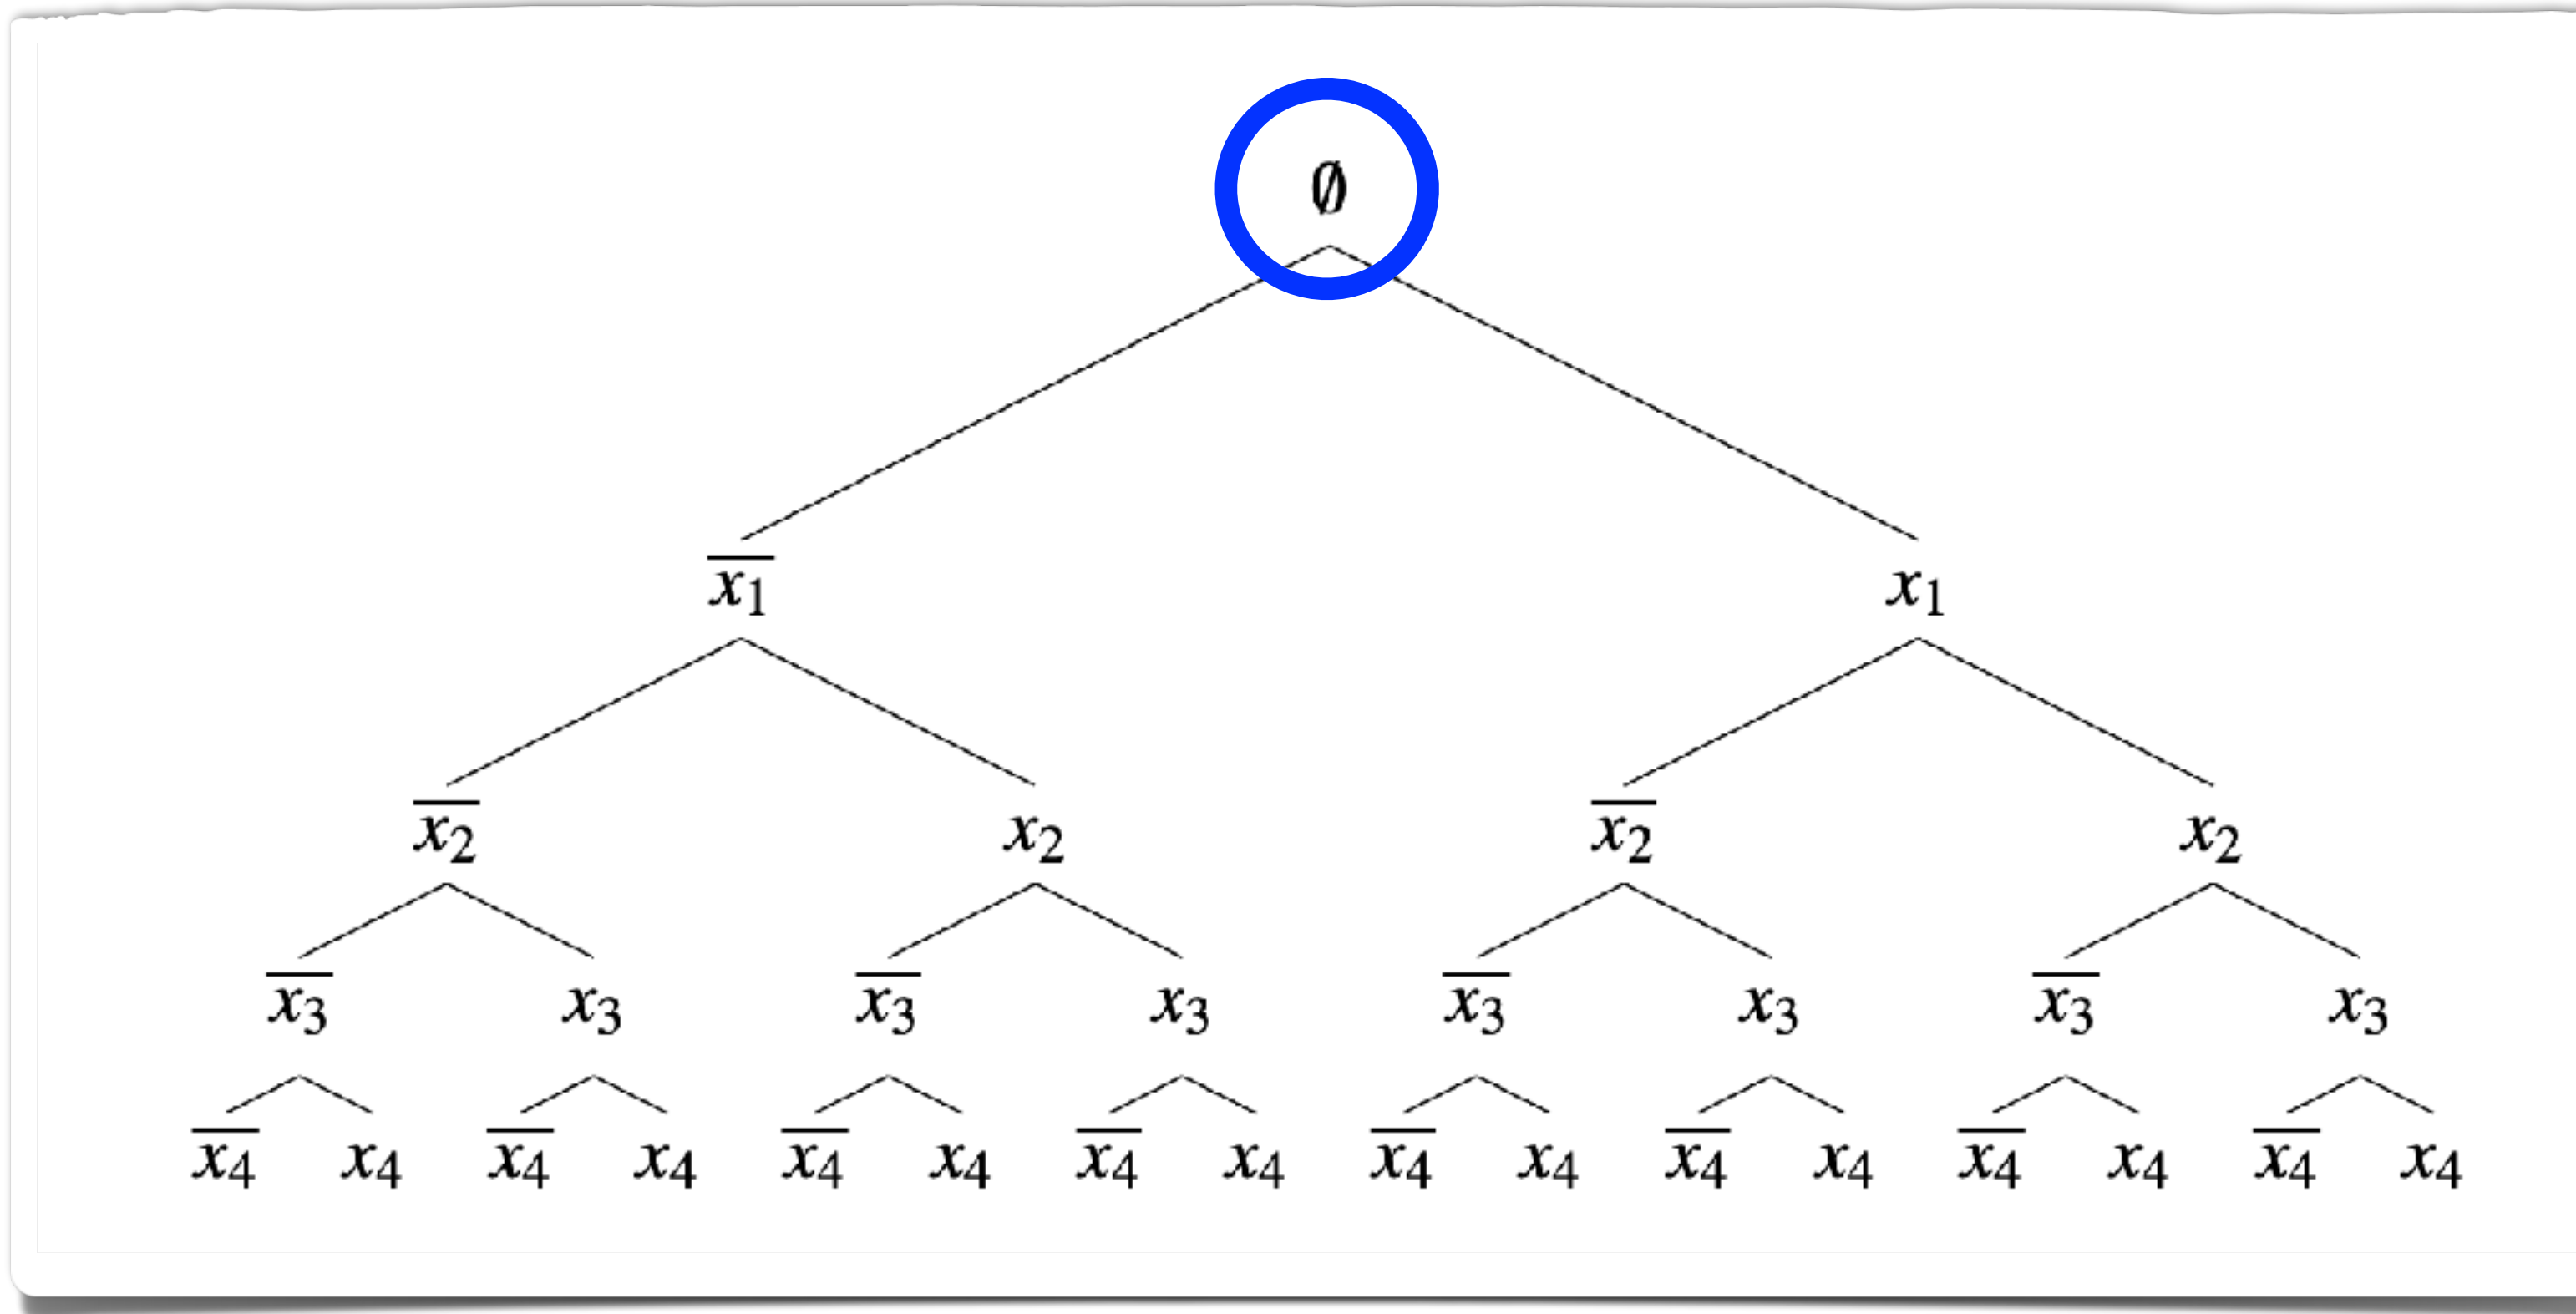 ∅
x̅₁ x₁
x̅₂ x₂ x̅₂ x₂
x̅₃ x₃ x̅₃ x₃ x̅₃ x₃ x̅₃ x₃
x̅₄ x₄ x̅₄ x₄ x̅₄ x₄ x̅₄ x₄ x̅₄ x₄ x̅₄ x₄ x̅₄ x₄ x̅₄ x₄